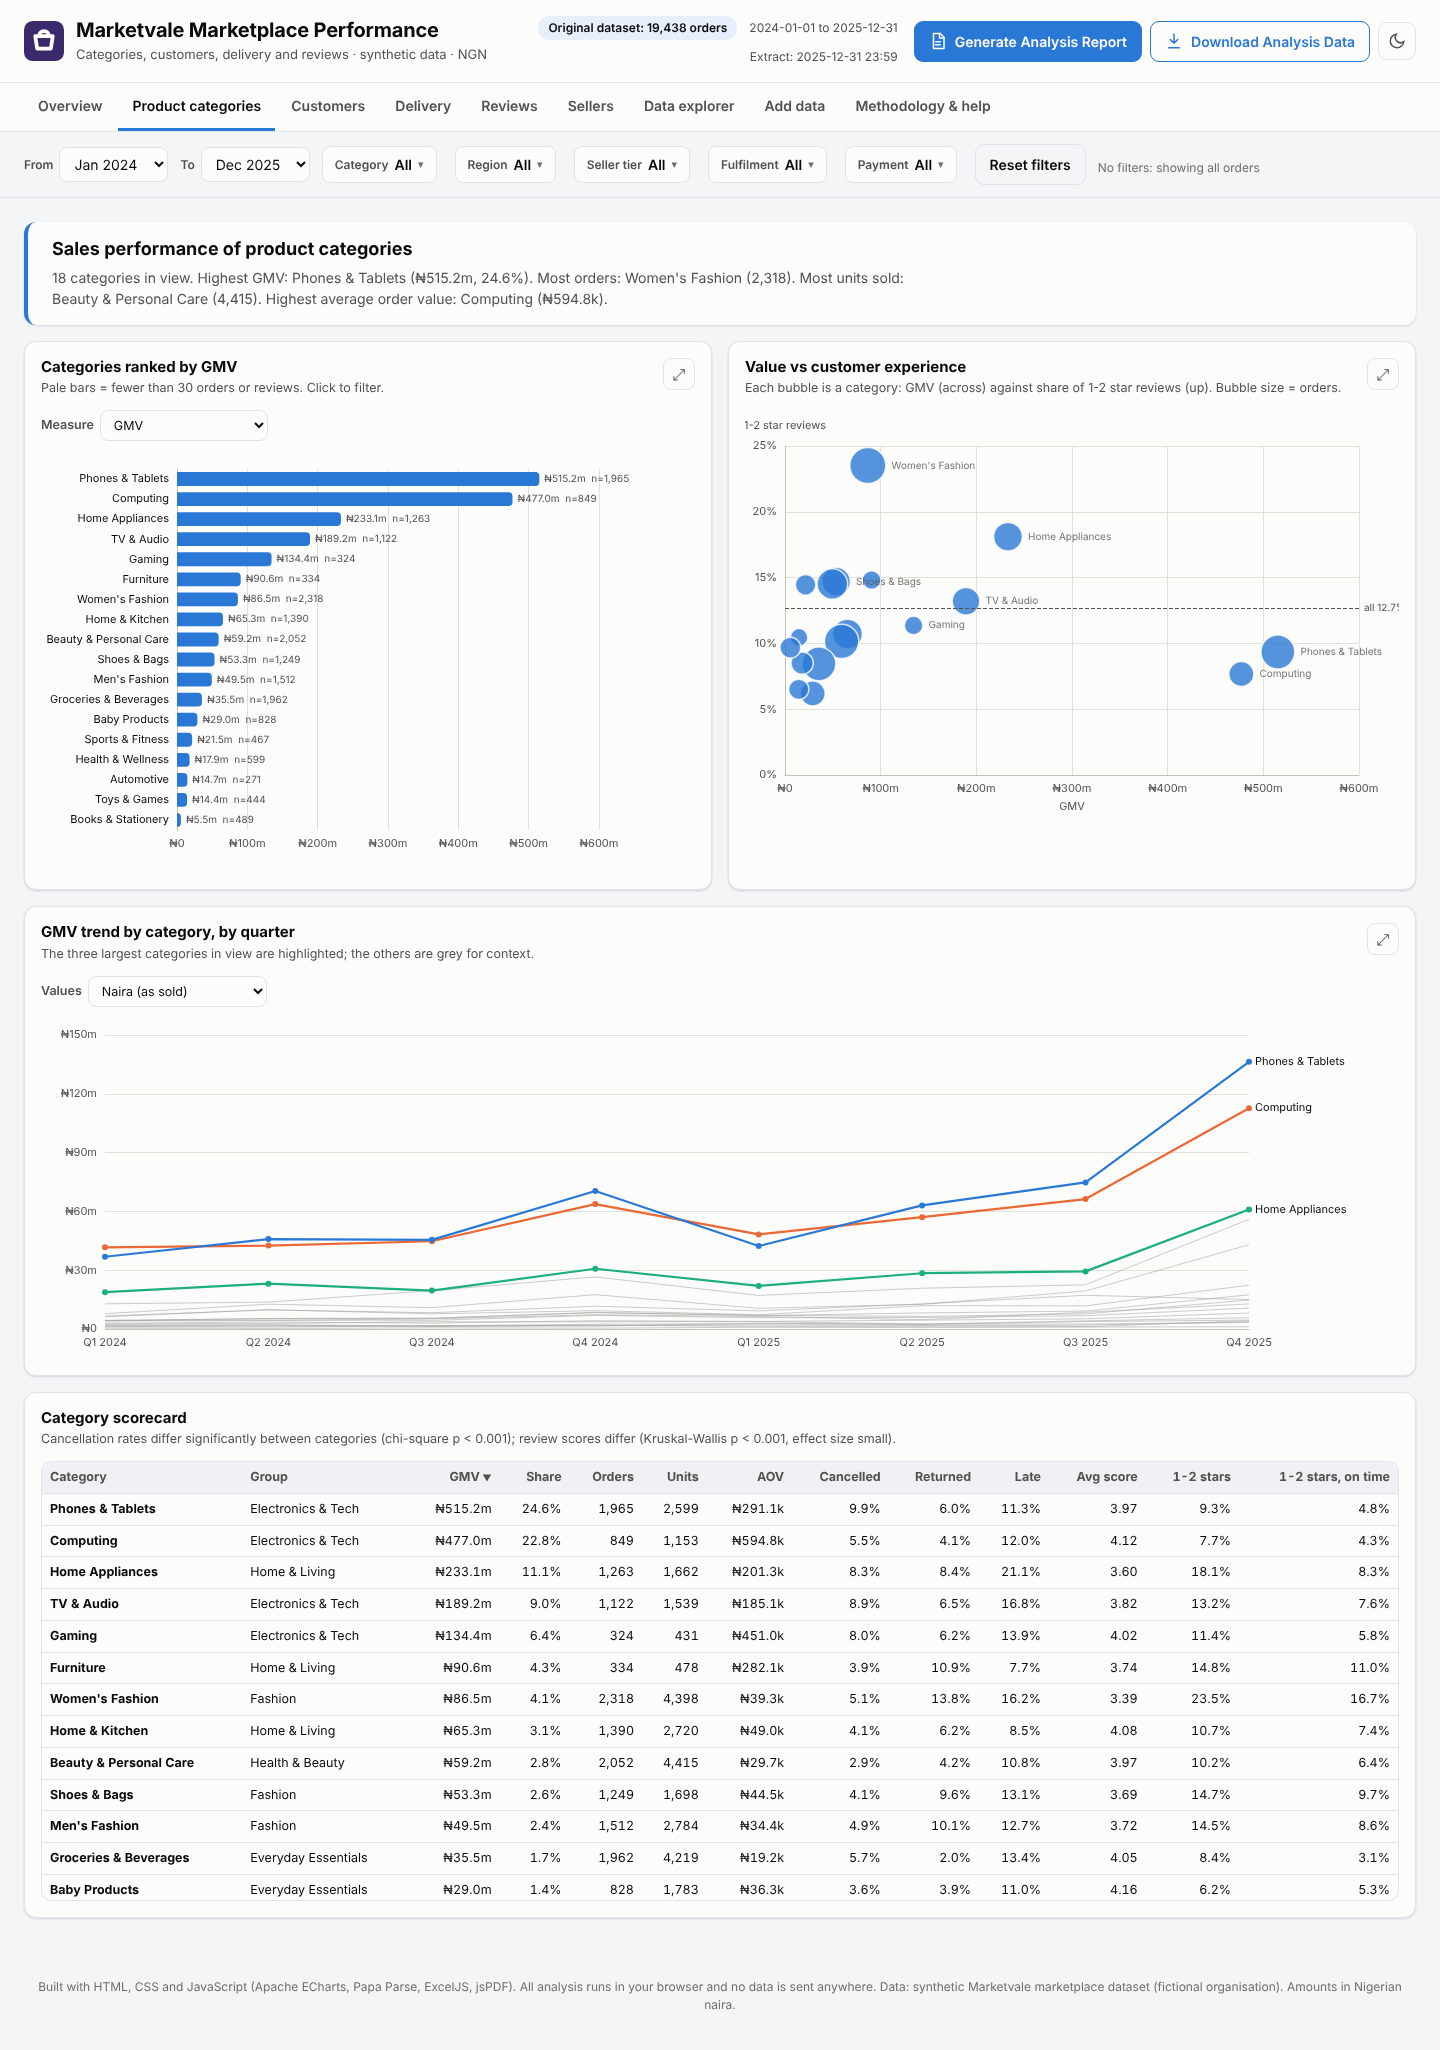 Marketvale Marketplace Performance
Categories, customers, delivery and reviews · synthetic data · NGN
Original dataset: 19,438 orders
2024-01-01 to 2025-12-31
Extract: 2025-12-31 23:59
Generate Analysis Report
Download Analysis Data
Overview Product categories Customers Delivery Reviews Sellers Data explorer Add data Methodology & help
From Jan 2024 To Dec 2025 Category All ▾ Region All ▾ Seller tier All ▾ Fulfilment All ▾ Payment All ▾ Reset filters No filters: showing all orders
Sales performance of product categories
18 categories in view. Highest GMV: Phones & Tablets (₦515.2m, 24.6%). Most orders: Women's Fashion (2,318). Most units sold:
Beauty & Personal Care (4,415). Highest average order value: Computing (₦594.8k).
Categories ranked by GMV
Pale bars = fewer than 30 orders or reviews. Click to filter.
Measure GMV
Phones & Tablets ₦515.2m n=1,965
Computing ₦477.0m n=849
Home Appliances ₦233.1m n=1,263
TV & Audio ₦189.2m n=1,122
Gaming ₦134.4m n=324
Furniture ₦90.6m n=334
Women's Fashion ₦86.5m n=2,318
Home & Kitchen ₦65.3m n=1,390
Beauty & Personal Care ₦59.2m n=2,052
Shoes & Bags ₦53.3m n=1,249
Men's Fashion ₦49.5m n=1,512
Groceries & Beverages ₦35.5m n=1,962
Baby Products ₦29.0m n=828
Sports & Fitness ₦21.5m n=467
Health & Wellness ₦17.9m n=599
Automotive ₦14.7m n=271
Toys & Games ₦14.4m n=444
Books & Stationery ₦5.5m n=489
₦0 ₦100m ₦200m ₦300m ₦400m ₦500m ₦600m
Value vs customer experience
Each bubble is a category: GMV (across) against share of 1-2 star reviews (up). Bubble size = orders.
1-2 star reviews
25%
Women's Fashion
20%
Home Appliances
15%
Shoes & Bags
TV & Audio
all 12.7%
Gaming
10%
Phones & Tablets
Computing
5%
0%
₦0 ₦100m ₦200m ₦300m ₦400m ₦500m ₦600m
GMV
GMV trend by category, by quarter
The three largest categories in view are highlighted; the others are grey for context.
Values Naira (as sold)
₦150m
Phones & Tablets
₦120m
Computing
₦90m
₦60m
Home Appliances
₦30m
₦0
Q1 2024 Q2 2024 Q3 2024 Q4 2024 Q1 2025 Q2 2025 Q3 2025 Q4 2025
Category scorecard
Cancellation rates differ significantly between categories (chi-square p < 0.001); review scores differ (Kruskal-Wallis p < 0.001, effect size small).
Category Group GMV ▼ Share Orders Units AOV Cancelled Returned Late Avg score 1-2 stars 1-2 stars, on time
Phones & Tablets Electronics & Tech ₦515.2m 24.6% 1,965 2,599 ₦291.1k 9.9% 6.0% 11.3% 3.97 9.3% 4.8%
Computing Electronics & Tech ₦477.0m 22.8% 849 1,153 ₦594.8k 5.5% 4.1% 12.0% 4.12 7.7% 4.3%
Home Appliances Home & Living ₦233.1m 11.1% 1,263 1,662 ₦201.3k 8.3% 8.4% 21.1% 3.60 18.1% 8.3%
TV & Audio Electronics & Tech ₦189.2m 9.0% 1,122 1,539 ₦185.1k 8.9% 6.5% 16.8% 3.82 13.2% 7.6%
Gaming Electronics & Tech ₦134.4m 6.4% 324 431 ₦451.0k 8.0% 6.2% 13.9% 4.02 11.4% 5.8%
Furniture Home & Living ₦90.6m 4.3% 334 478 ₦282.1k 3.9% 10.9% 7.7% 3.74 14.8% 11.0%
Women's Fashion Fashion ₦86.5m 4.1% 2,318 4,398 ₦39.3k 5.1% 13.8% 16.2% 3.39 23.5% 16.7%
Home & Kitchen Home & Living ₦65.3m 3.1% 1,390 2,720 ₦49.0k 4.1% 6.2% 8.5% 4.08 10.7% 7.4%
Beauty & Personal Care Health & Beauty ₦59.2m 2.8% 2,052 4,415 ₦29.7k 2.9% 4.2% 10.8% 3.97 10.2% 6.4%
Shoes & Bags Fashion ₦53.3m 2.6% 1,249 1,698 ₦44.5k 4.1% 9.6% 13.1% 3.69 14.7% 9.7%
Men's Fashion Fashion ₦49.5m 2.4% 1,512 2,784 ₦34.4k 4.9% 10.1% 12.7% 3.72 14.5% 8.6%
Groceries & Beverages Everyday Essentials ₦35.5m 1.7% 1,962 4,219 ₦19.2k 5.7% 2.0% 13.4% 4.05 8.4% 3.1%
Baby Products Everyday Essentials ₦29.0m 1.4% 828 1,783 ₦36.3k 3.6% 3.9% 11.0% 4.16 6.2% 5.3%
Built with HTML, CSS and JavaScript (Apache ECharts, Papa Parse, ExcelJS, jsPDF). All analysis runs in your browser and no data is sent anywhere. Data: synthetic Marketvale marketplace dataset (fictional organisation). Amounts in Nigerian
naira.